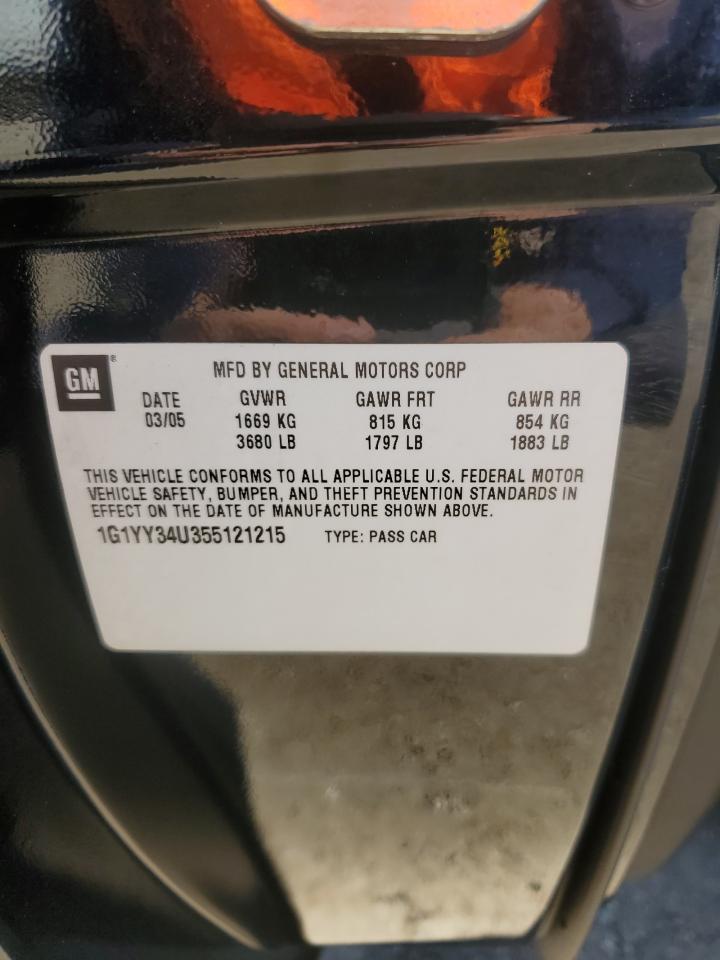 GM® MFD BY GENERAL MOTORS CORP
DATE GVWR GAWR FRT GAWR RR
03/05 1669 KG 815 KG 854 KG
3680 LB 1797 LB 1883 LB
THIS VEHICLE CONFORMS TO ALL APPLICABLE U.S. FEDERAL MOTOR
VEHICLE SAFETY, BUMPER, AND THEFT PREVENTION STANDARDS IN
EFFECT ON THE DATE OF MANUFACTURE SHOWN ABOVE.
1G1YY34U355121215 TYPE: PASS CAR